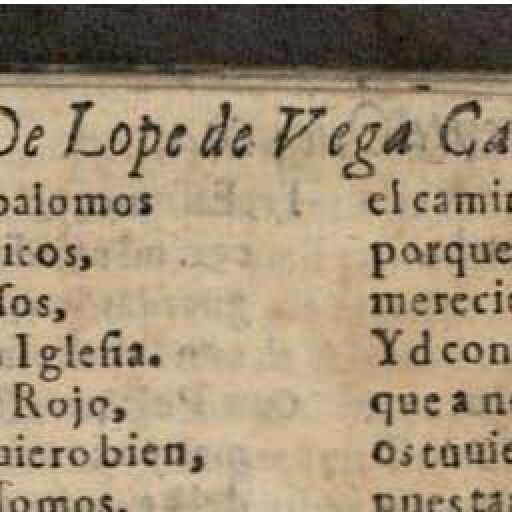 De Lope de Vega Ca
palomos
icos,
ſos,
Igleſia.
Rojo,
uiero bien,
ſomos.
el camin
porque
merecie
Yd con
que a n
os tuuie
pues ta